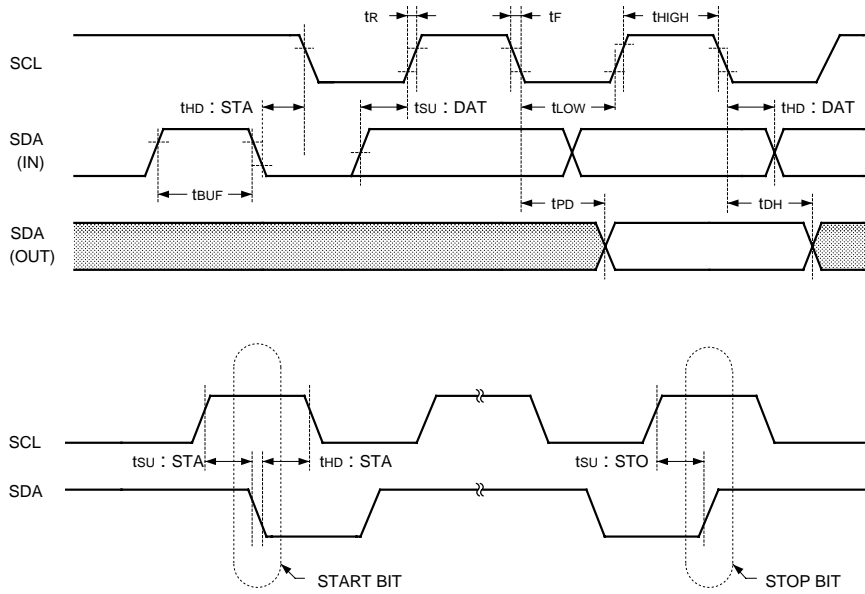 tR tF tHIGH
SCL
tHD : STA tSU : DAT tLOW tHD : DAT
SDA
(IN)
tBUF
tPD tDH
SDA
(OUT)
SCL
tSU : STA tHD : STA tSU : STO
SDA
START BIT STOP BIT